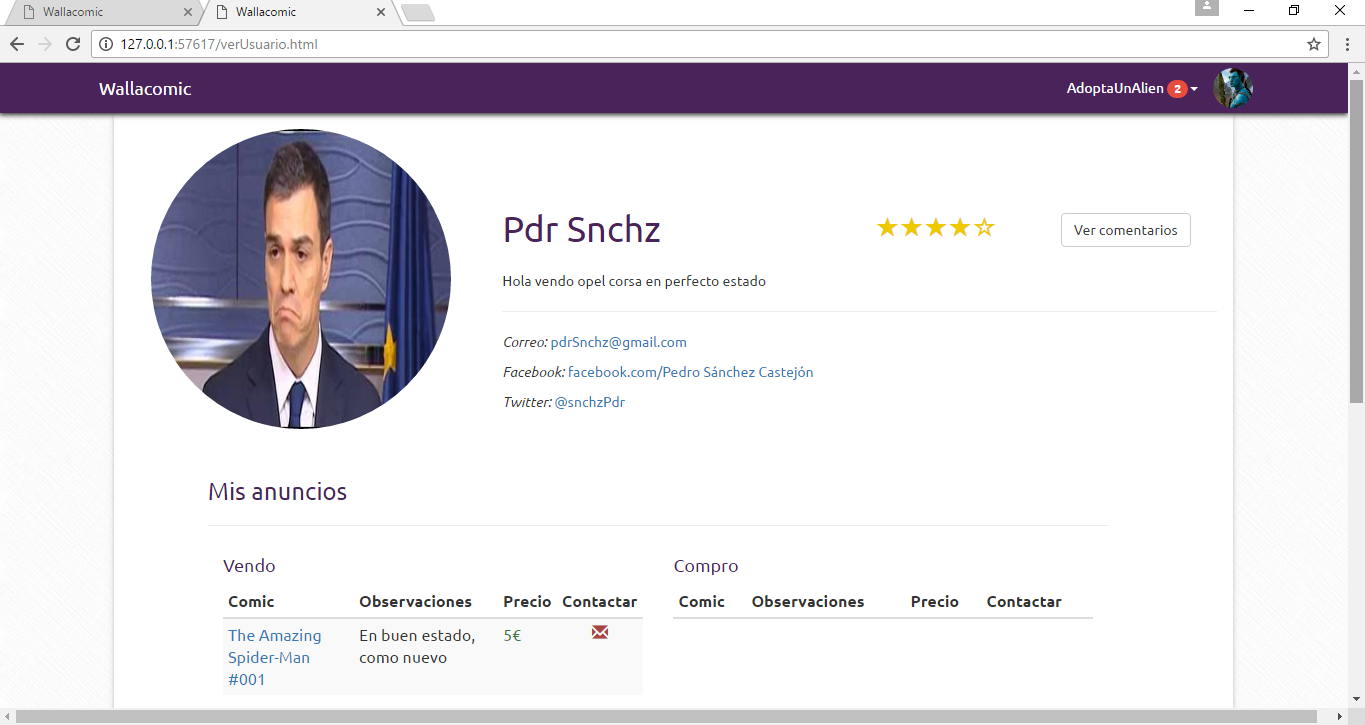 Wallacomic
Wallacomic
127.0.0.1:57617/verUsuario.html
Wallacomic
AdoptaUnAlien 2
Pdr Snchz
Ver comentarios
Hola vendo opel corsa en perfecto estado
Correo: pdrSnchz@gmail.com
Facebook: facebook.com/Pedro Sánchez Castejón
Twitter: @snchzPdr
Mis anuncios
Vendo
Comic Observaciones Precio Contactar
The Amazing
Spider-Man
#001
En buen estado,
como nuevo
5€
Compro
Comic Observaciones Precio Contactar